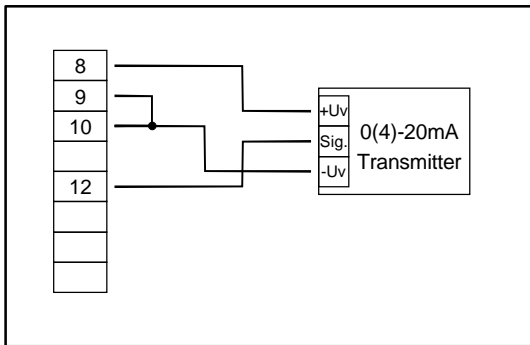 8
9
10
12
+Uv
Sig.
-Uv
0(4)-20mA
Transmitter